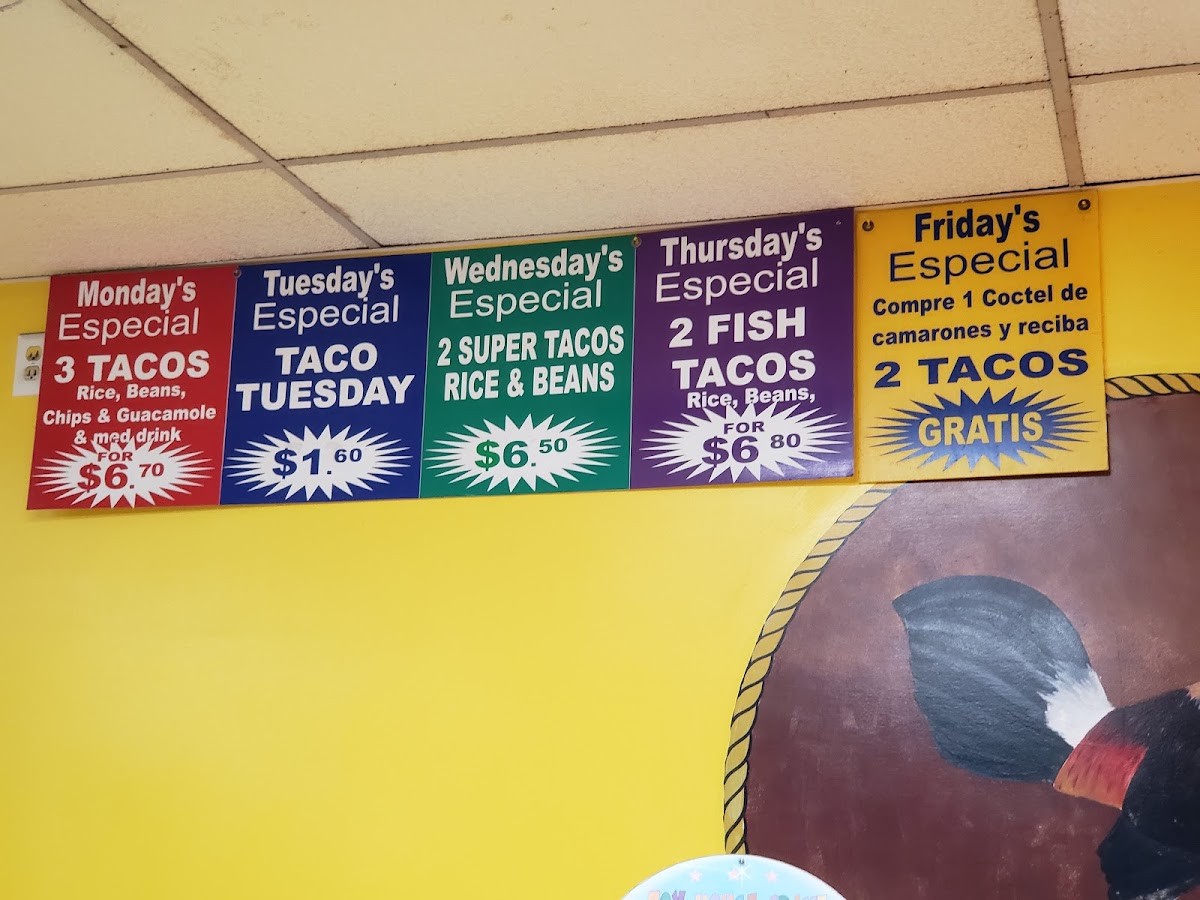 Monday's
Especial
3 TACOS
Rice, Beans,
Chips & Guacamole
& med drink
FOR
$6.70
Tuesday's
Especial
TACO
TUESDAY
$1.60
Wednesday's
Especial
2 SUPER TACOS
RICE & BEANS
$6.50
Thursday's
Especial
2 FISH
TACOS
Rice, Beans,
FOR
$6 80
Friday's
Especial
Compre 1 Coctel de
camarones y reciba
2 TACOS
GRATIS